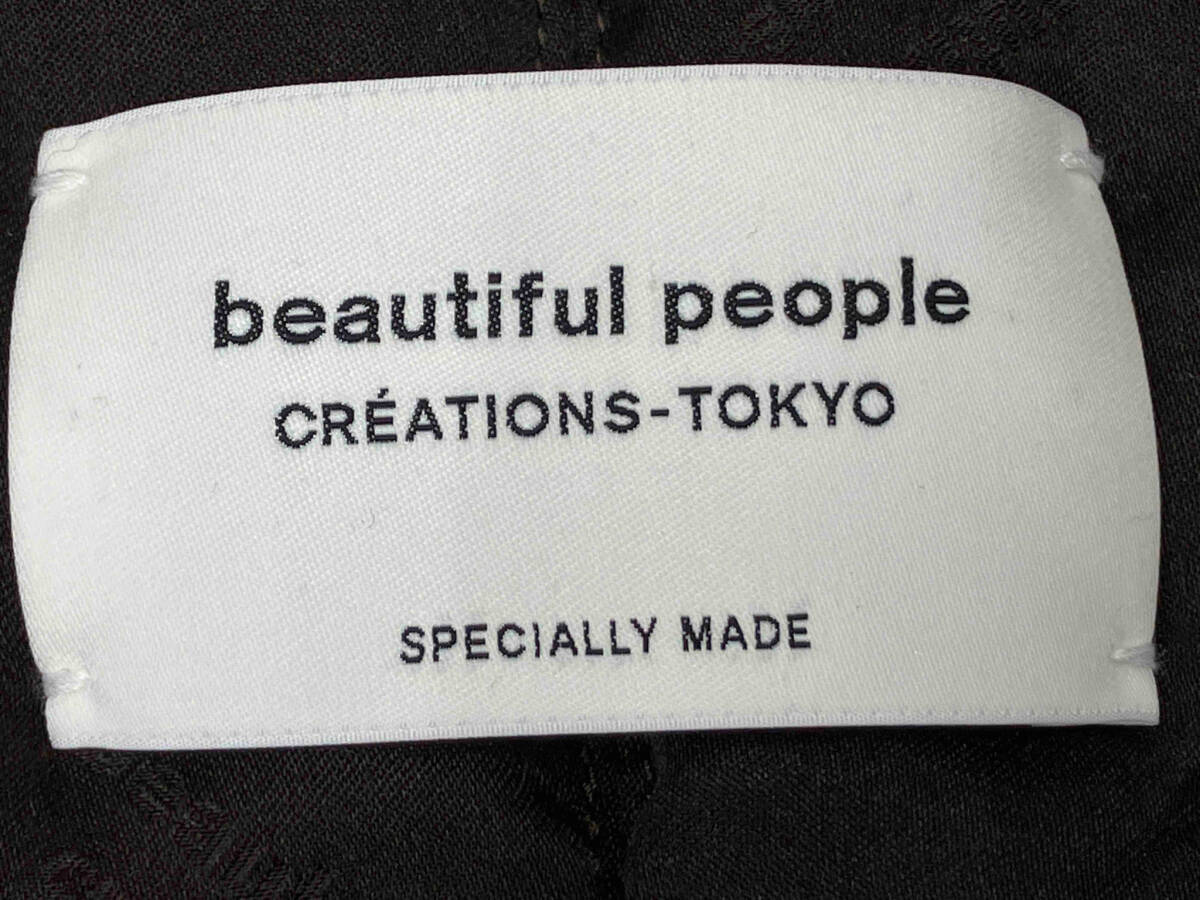 beautiful people
CRÉATIONS-TOKYO
SPECIALLY MADE